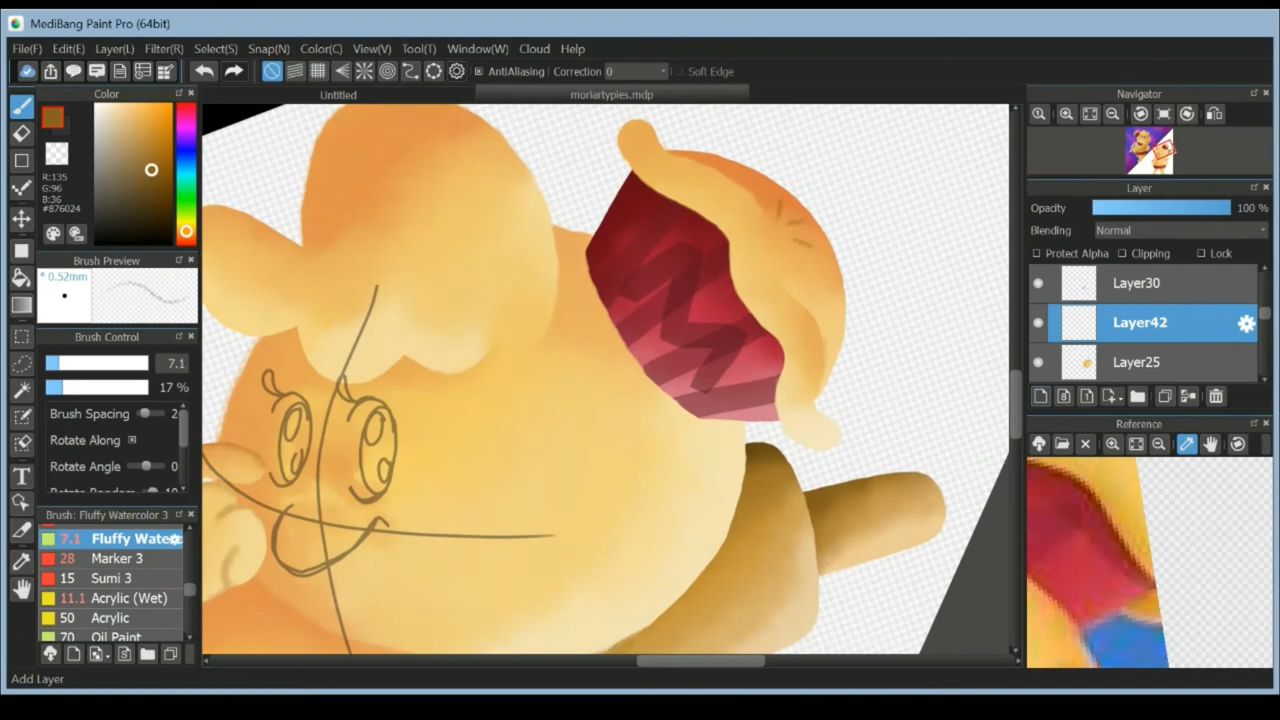 MediBang Paint Pro (64bit)
File(F) Edit(E) Layer(L) Filter(R) Select(S) Snap(N) Color(C) View(V) Tool(T) Window(W) Cloud Help
AntiAliasing Correction 0 Soft Edge
Color
Untitled
moriartypies.mdp
Navigator
R:135
G:96
B:36
#876024
Brush Preview
* 0.52mm
Brush Control
7.1
17 %
Brush Spacing 2
Rotate Along
Rotate Angle 0
Brush: Fluffy Watercolor 3
7.1 Fluffy Wate
28 Marker 3
15 Sumi 3
11.1 Acrylic (Wet)
50 Acrylic
70 Oil Paint
Add Layer
Layer
Opacity 100 %
Blending Normal
Protect Alpha Clipping Lock
Layer30
Layer42
Layer25
Reference